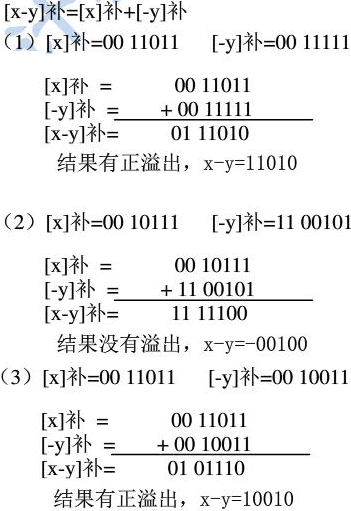 [x-y]补=[x]补+[-y]补
（1）[x]补=00 11011 [-y]补=00 11111
[x]补 = 00 11011
[-y]补 = + 00 11111
[x-y]补= 01 11010
结果有正溢出，x-y=11010
（2）[x]补=00 10111 [-y]补=11 00101
[x]补 = 00 10111
[-y]补 = + 11 00101
[x-y]补= 11 11100
结果没有溢出，x-y=-00100
（3）[x]补=00 11011 [-y]补=00 10011
[x]补 = 00 11011
[-y]补 = + 00 10011
[x-y]补= 01 01110
结果有正溢出，x-y=10010